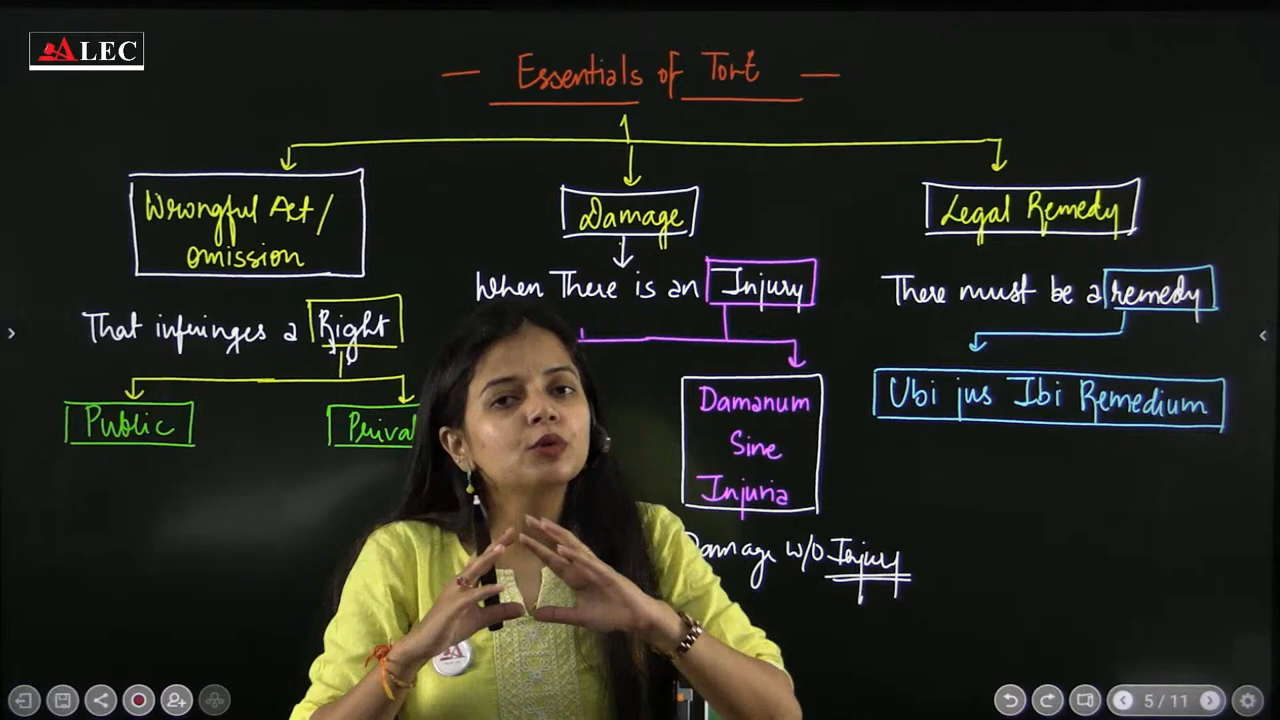 ALEC
Essentials of Tort
Wrongful Act/
omission
Damage
Legal Remedy
That infringes a Right
When There is an Injury
There must be a remedy
Public
Damanum
Sine
Injuria
Ubi jus Ibi Remedium
Damage w/o Injury
5/11